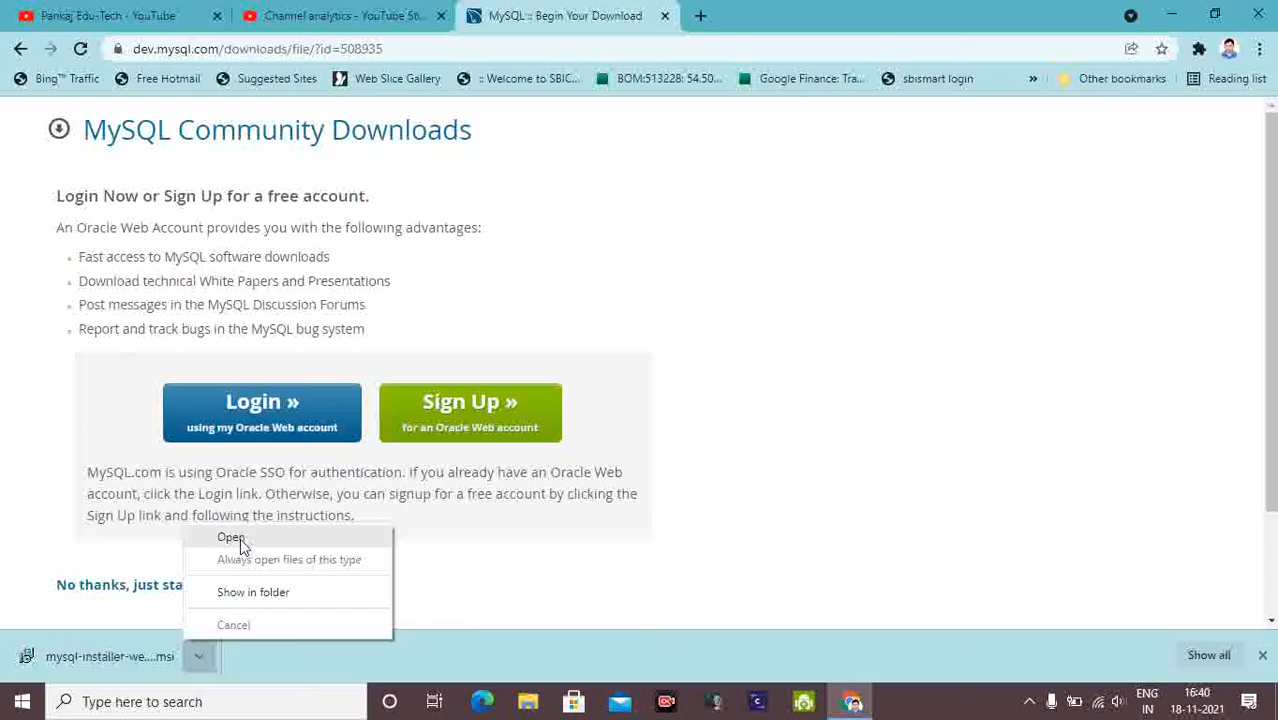 Pankaj Edu-Tech - YouTube
Channel analytics - YouTube St...
MySQL :: Begin Your Download
dev.mysql.com/downloads/file/?id=508935
Bing™ Traffic
Free Hotmail
Suggested Sites
Web Slice Gallery
:: Welcome to SBIC...
BOM:513228: 54.50...
Google Finance: Tra...
sbismart login
»
Other bookmarks
Reading list
MySQL Community Downloads
Login Now or Sign Up for a free account.
An Oracle Web Account provides you with the following advantages:
Fast access to MySQL software downloads
Download technical White Papers and Presentations
Post messages in the MySQL Discussion Forums
Report and track bugs in the MySQL bug system
Login »
using my Oracle Web account
Sign Up »
for an Oracle Web account
MySQL.com is using Oracle SSO for authentication. If you already have an Oracle Web
account, click the Login link. Otherwise, you can signup for a free account by clicking the
Sign Up link and following the instructions.
Open
Always open files of this type
No thanks, just sta
Show in folder
Cancel
mysql-installer-we....msi
Show all
Type here to search
ENG
IN
16:40
18-11-2021